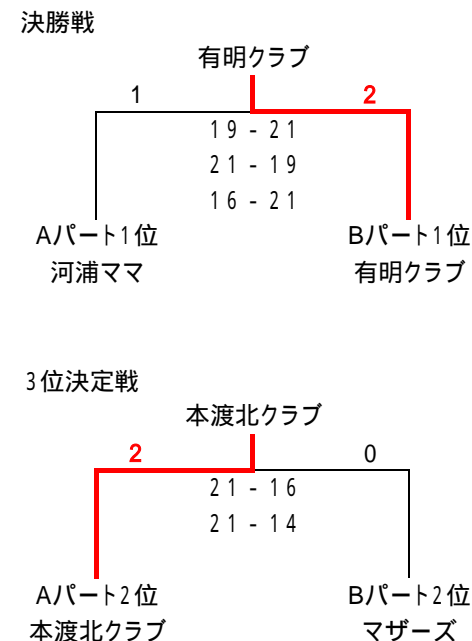 決勝戦
有明クラブ
1 2
19-21
21-19
16-21
Aパート1位 Bパート1位
河浦ママ 有明クラブ
3位決定戦
本渡北クラブ
2 0
21-16
21-14
Aパート2位 Bパート2位
本渡北クラブ マザーズ